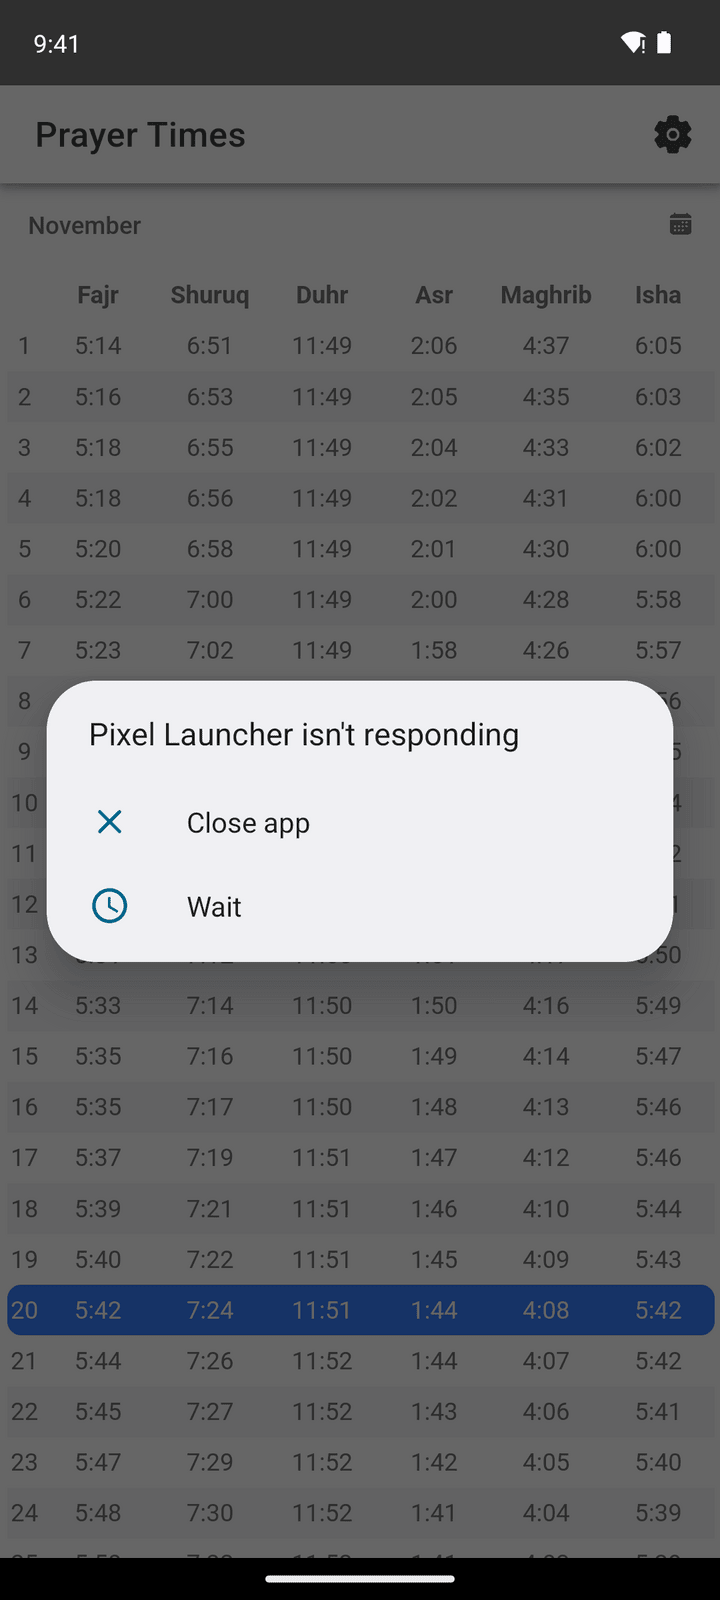 9:41
Prayer Times
November
Fajr Shuruq Duhr Asr Maghrib Isha
1 5:14 6:51 11:49 2:06 4:37 6:05
2 5:16 6:53 11:49 2:05 4:35 6:03
3 5:18 6:55 11:49 2:04 4:33 6:02
4 5:18 6:56 11:49 2:02 4:31 6:00
5 5:20 6:58 11:49 2:01 4:30 6:00
6 5:22 7:00 11:49 2:00 4:28 5:58
7 5:23 7:02 11:49 1:58 4:26 5:57
8
Pixel Launcher isn't responding
9
10
Close app
11
12
Wait
13
14 5:33 7:14 11:50 1:50 4:16 5:49
15 5:35 7:16 11:50 1:49 4:14 5:47
16 5:35 7:17 11:50 1:48 4:13 5:46
17 5:37 7:19 11:51 1:47 4:12 5:46
18 5:39 7:21 11:51 1:46 4:10 5:44
19 5:40 7:22 11:51 1:45 4:09 5:43
20 5:42 7:24 11:51 1:44 4:08 5:42
21 5:44 7:26 11:52 1:44 4:07 5:42
22 5:45 7:27 11:52 1:43 4:06 5:41
23 5:47 7:29 11:52 1:42 4:05 5:40
24 5:48 7:30 11:52 1:41 4:04 5:39